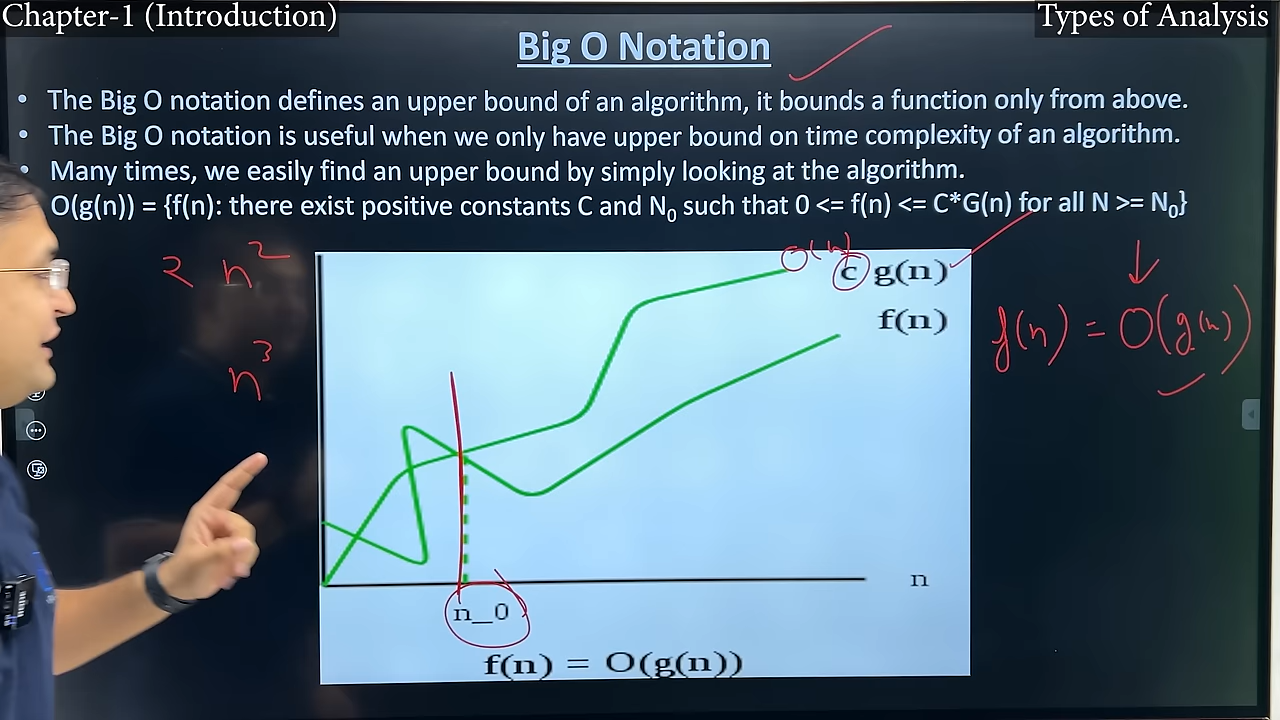 Chapter-1 (Introduction)
Types of Analysis
Big O Notation
• The Big O notation defines an upper bound of an algorithm, it bounds a function only from above.
• The Big O notation is useful when we only have upper bound on time complexity of an algorithm.
• Many times, we easily find an upper bound by simply looking at the algorithm.
O(g(n)) = {f(n): there exist positive constants C and N₀ such that 0 <= f(n) <= C*G(n) for all N >= N₀}
2 n²
n³
O(n)
c g(n)
f(n)
f(n) = O(g(n))
n
n_0
f(n) = O(g(n))